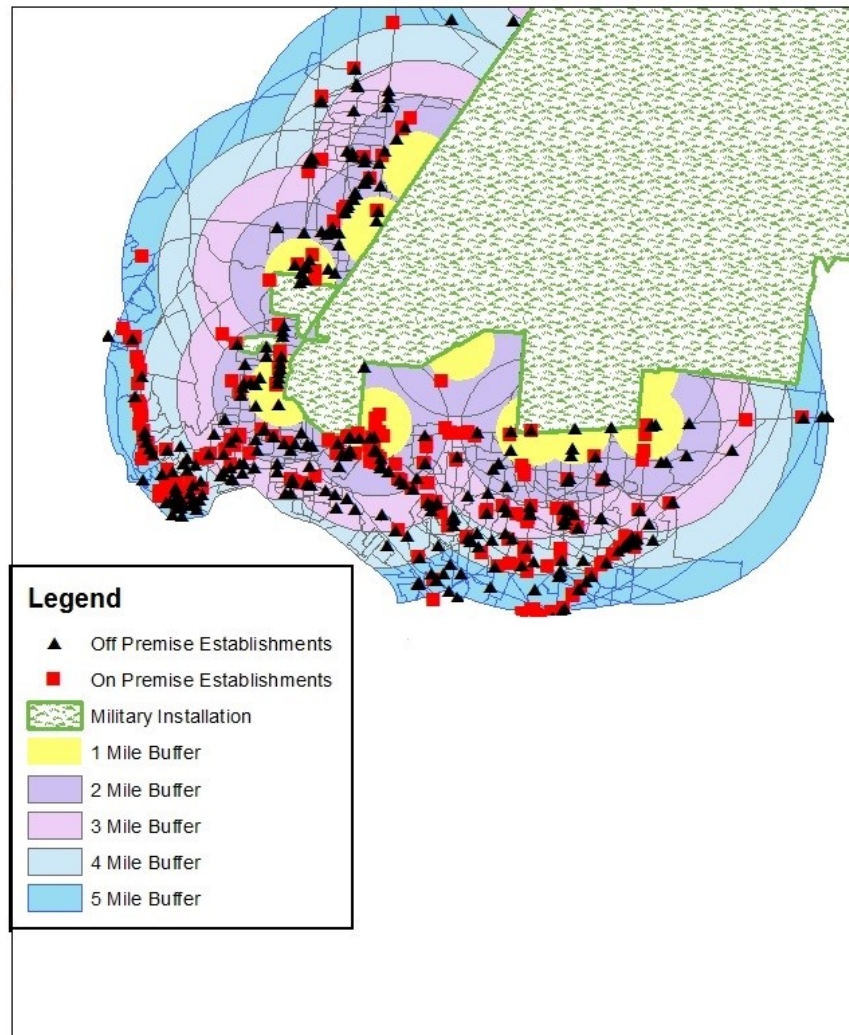 Legend
Off Premise Establishments
On Premise Establishments
Military Installation
1 Mile Buffer
2 Mile Buffer
3 Mile Buffer
4 Mile Buffer
5 Mile Buffer